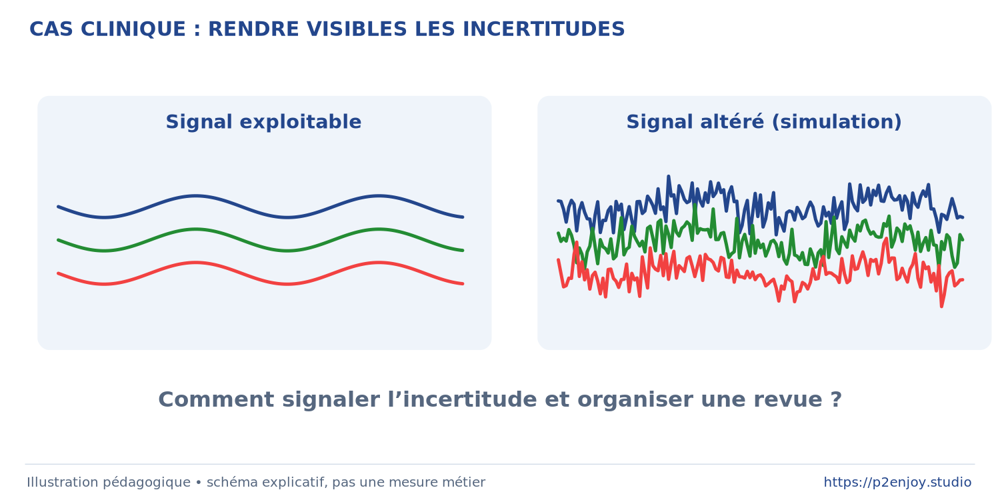 CAS CLINIQUE : RENDRE VISIBLES LES INCERTITUDES
Signal exploitable
Signal altéré (simulation)
Comment signaler l’incertitude et organiser une revue ?
Illustration pédagogique • schéma explicatif, pas une mesure métier
https://p2enjoy.studio